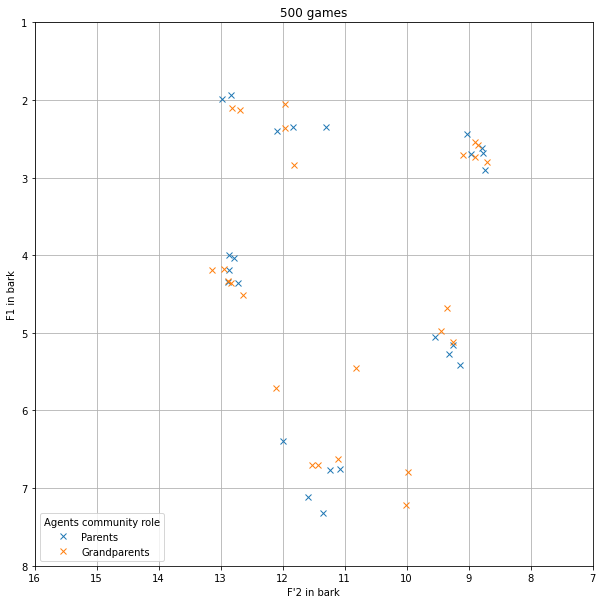 500 games
1
2
3
4
5
6
7
8
F1 in bark
Agents community role
Parents
Grandparents
16 15 14 13 12 11 10 9 8 7
F'2 in bark